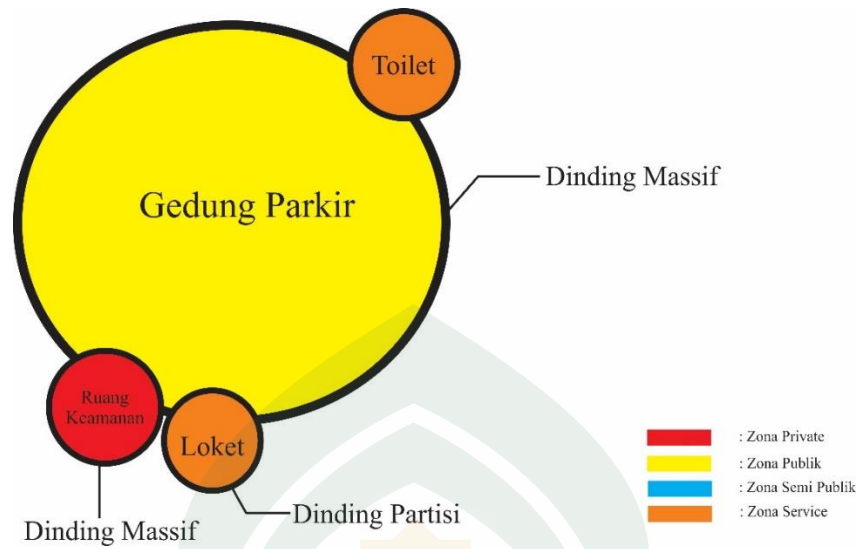 Toilet
Dinding Massif
Gedung Parkir
Ruang
Keamanan
Loket
Dinding Massif
Dinding Partisi
: Zona Private
: Zona Publik
: Zona Semi Publik
: Zona Service